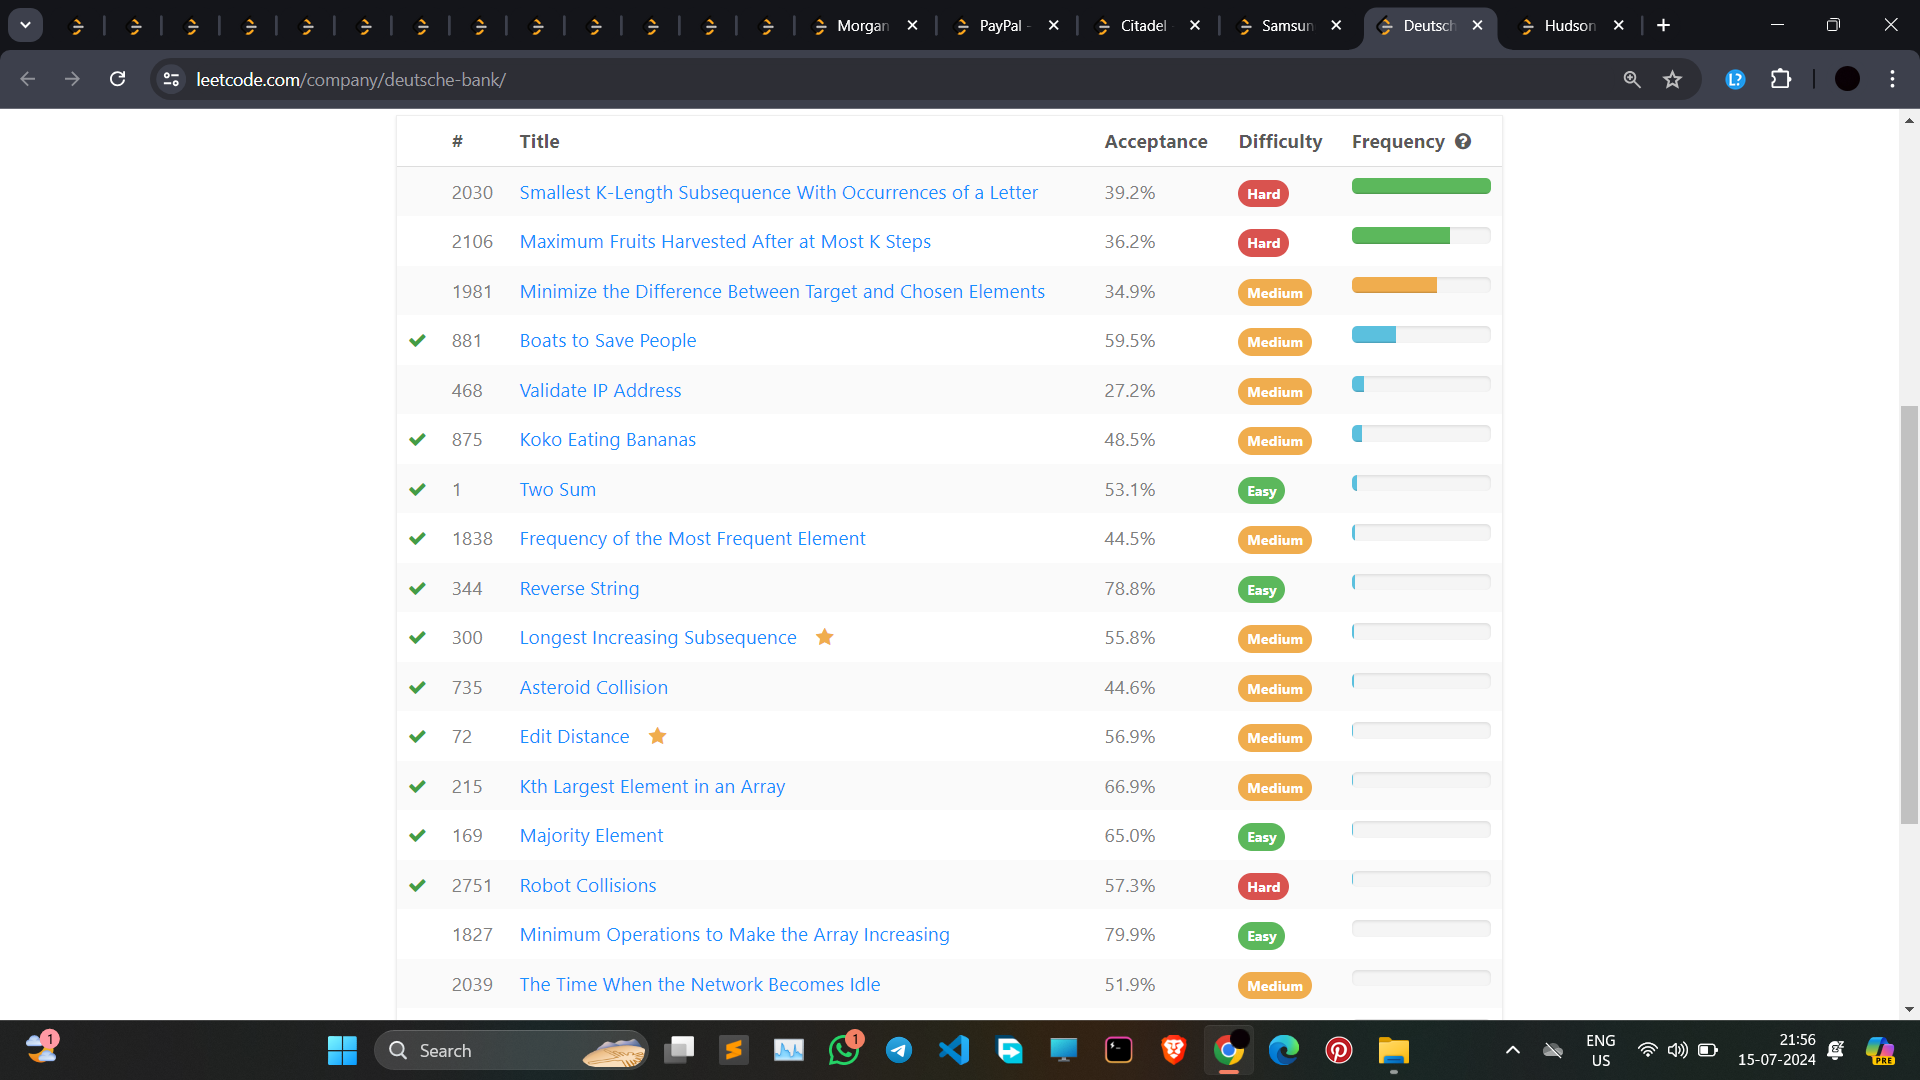 Morgan
PayPal -
Citadel
Samsun
Deutsch
Hudson
leetcode.com/company/deutsche-bank/
# Title Acceptance Difficulty Frequency
2030 Smallest K-Length Subsequence With Occurrences of a Letter 39.2% Hard
2106 Maximum Fruits Harvested After at Most K Steps 36.2% Hard
1981 Minimize the Difference Between Target and Chosen Elements 34.9% Medium
881 Boats to Save People 59.5% Medium
468 Validate IP Address 27.2% Medium
875 Koko Eating Bananas 48.5% Medium
1 Two Sum 53.1% Easy
1838 Frequency of the Most Frequent Element 44.5% Medium
344 Reverse String 78.8% Easy
300 Longest Increasing Subsequence 55.8% Medium
735 Asteroid Collision 44.6% Medium
72 Edit Distance 56.9% Medium
215 Kth Largest Element in an Array 66.9% Medium
169 Majority Element 65.0% Easy
2751 Robot Collisions 57.3% Hard
1827 Minimum Operations to Make the Array Increasing 79.9% Easy
2039 The Time When the Network Becomes Idle 51.9% Medium
1
Search
1
ENG
US
21:56
15-07-2024
PRE